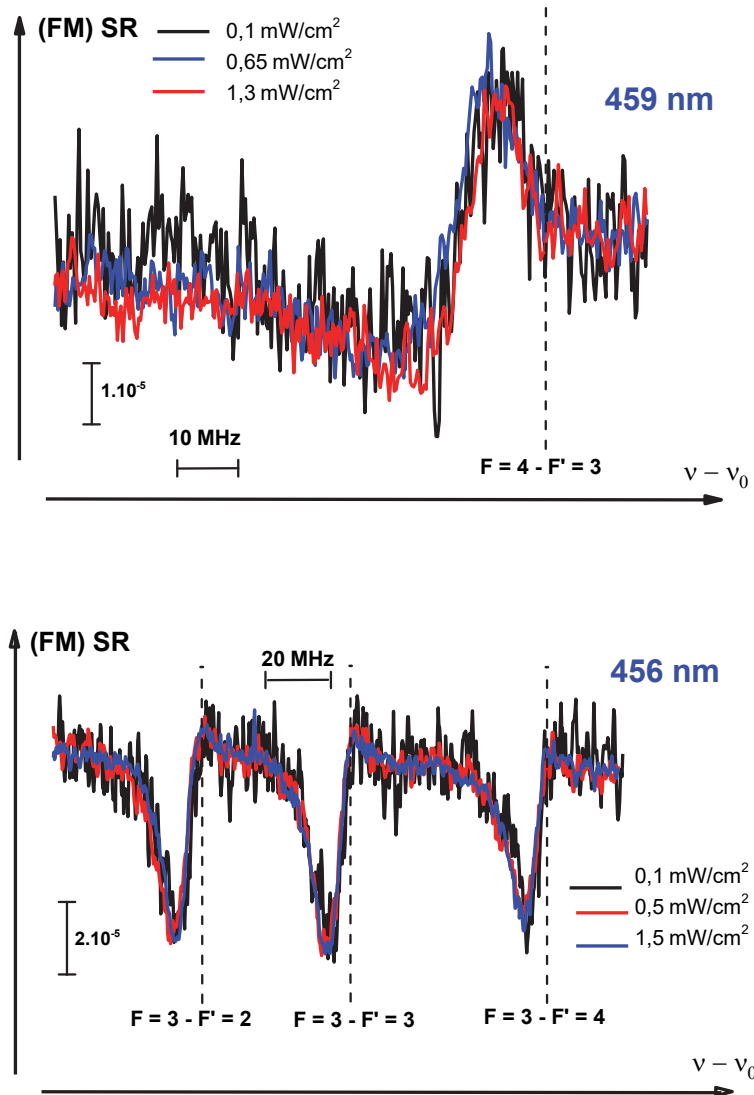 (FM) SR
0,1 mW/cm²
0,65 mW/cm²
1,3 mW/cm²
459 nm
1.10⁻⁵
10 MHz
F = 4 - F' = 3
ν − ν₀
(FM) SR
20 MHz
456 nm
0,1 mW/cm²
0,5 mW/cm²
1,5 mW/cm²
2.10⁻⁵
F = 3 - F' = 2
F = 3 - F' = 3
F = 3 - F' = 4
ν − ν₀